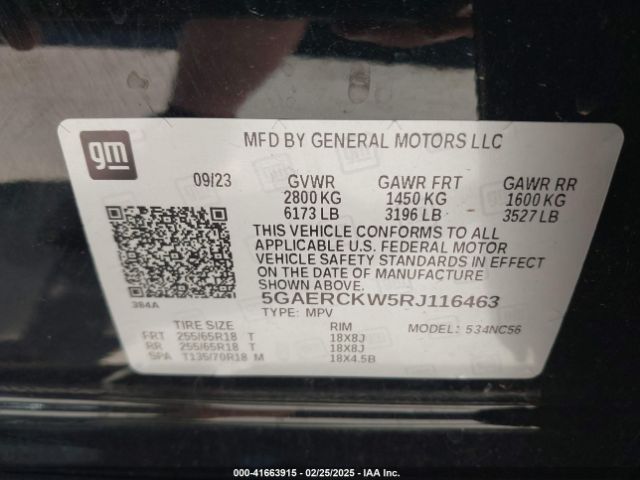 gm
MFD BY GENERAL MOTORS LLC
09/23 GVWR GAWR FRT GAWR RR
2800 KG 1450 KG 1600 KG
6173 LB 3196 LB 3527 LB
THIS VEHICLE CONFORMS TO ALL
APPLICABLE U.S. FEDERAL MOTOR
VEHICLE SAFETY STANDARDS IN EFFECT
ON THE DATE OF MANUFACTURE
SHOWN ABOVE.
384A 5GAERCKW5RJ116463
TYPE: MPV MODEL: 534NC56
TIRE SIZE RIM
FRT 255/65R18 T 18X8J
RR 255/65R18 T 18X8J
SPA T135/70R18 M 18X4.5B
000-41663915 - 02/25/2025 - IAA Inc.